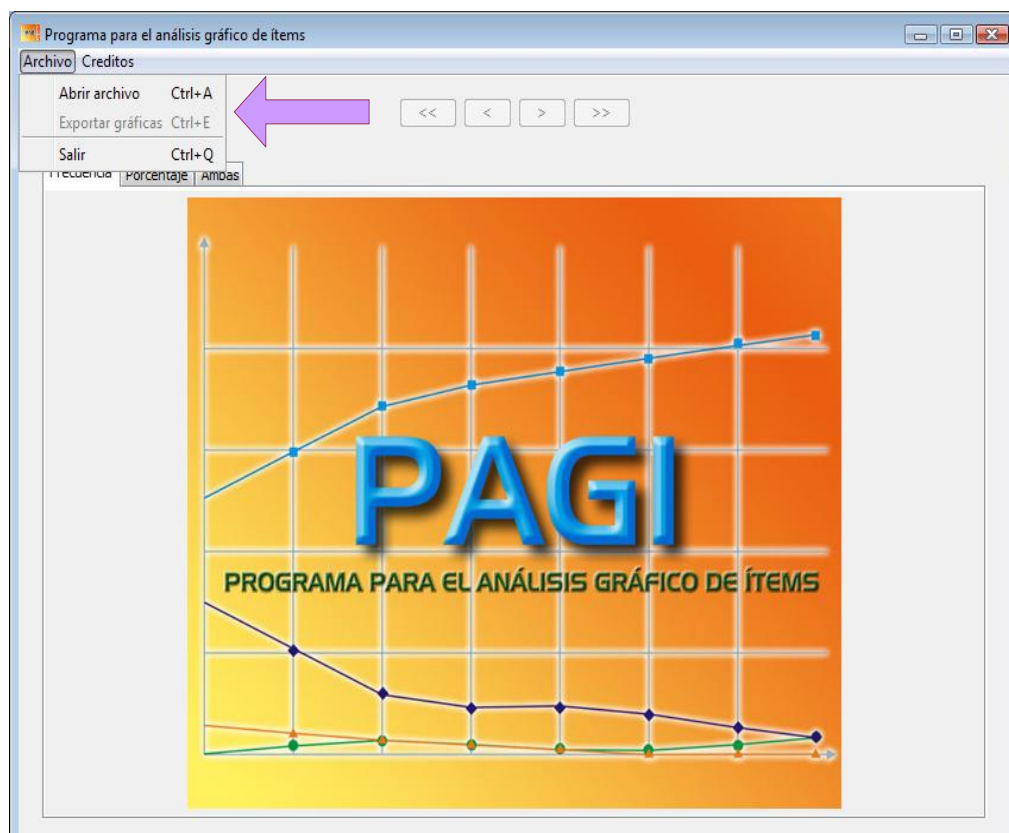 Programa para el análisis gráfico de ítems
Archivo Creditos
Abrir archivo Ctrl+A
Exportar gráficas Ctrl+E
Salir Ctrl+Q
<< < > >>
Frecuencia Porcentaje Ambas
PAGI
PROGRAMA PARA EL ANÁLISIS GRÁFICO DE ÍTEMS